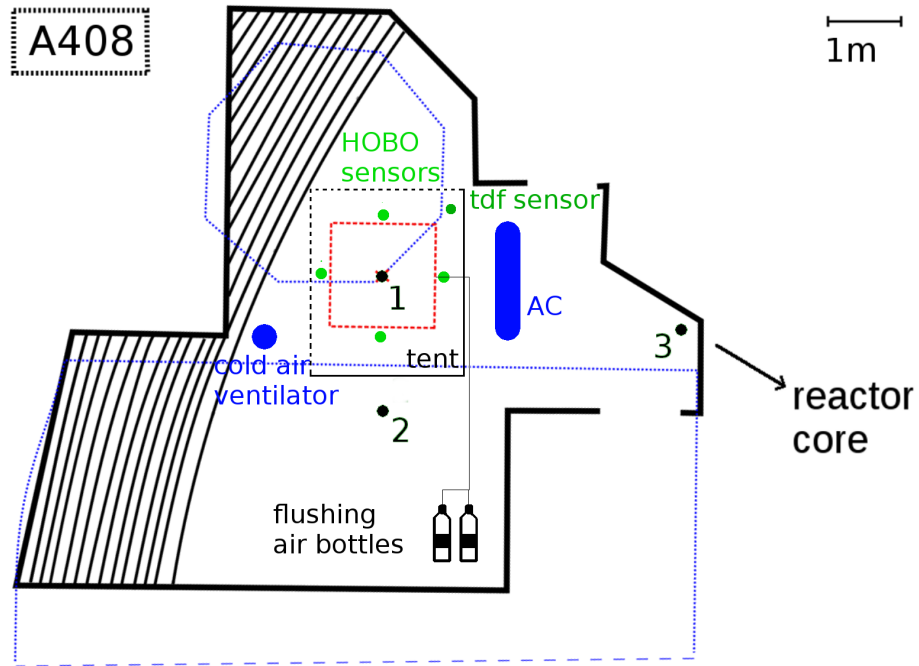 A408
1m
HOBO
sensors
tdf sensor
1
AC
3
tent
cold air
ventilator
reactor
core
2
flushing
air bottles